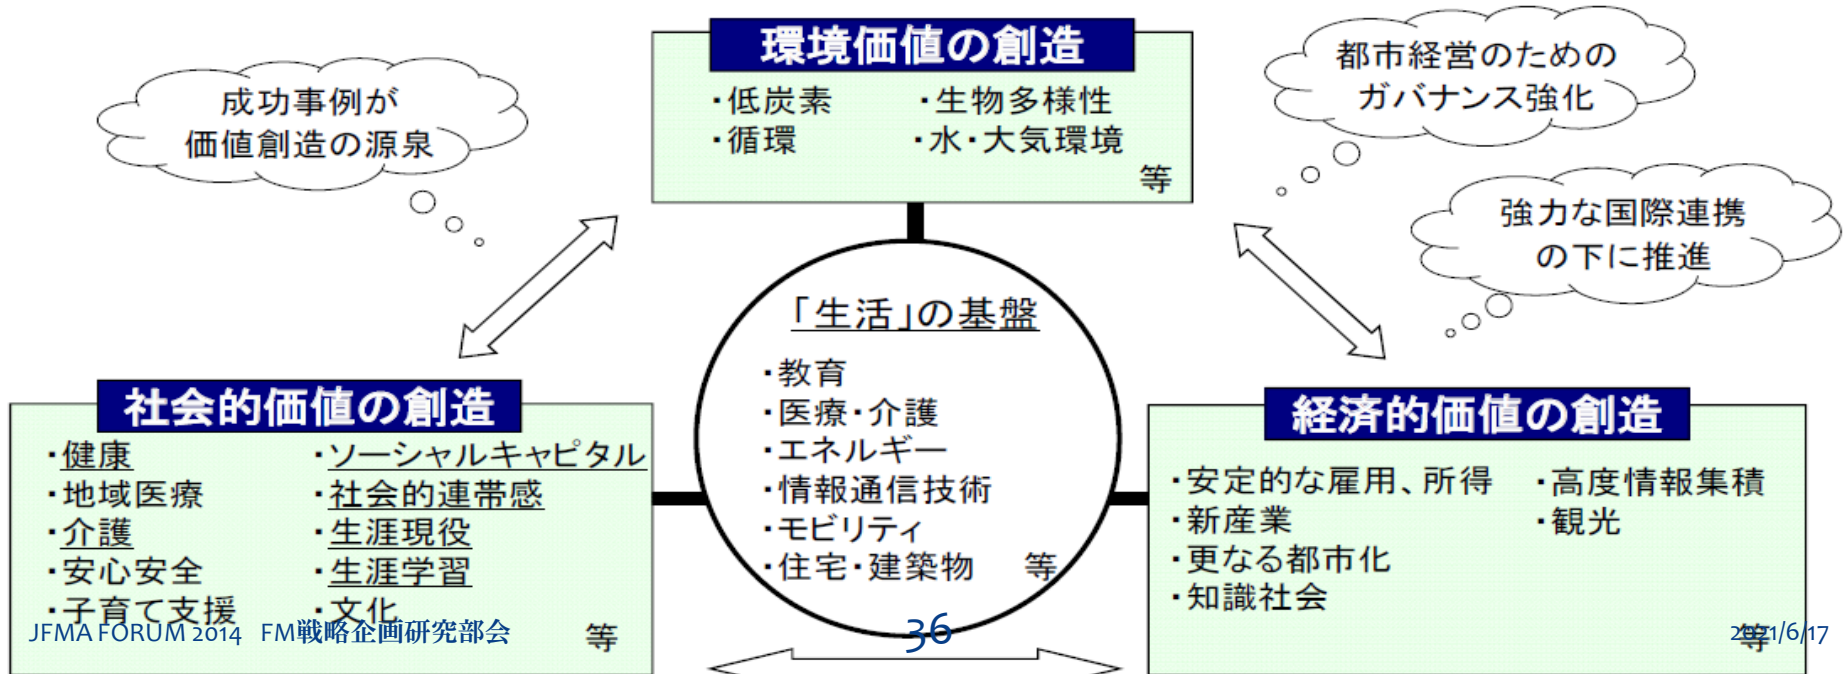 環境価値の創造
・低炭素 ・生物多様性
・循環 ・水・大気環境
等
成功事例が
価値創造の源泉
都市経営のための
ガバナンス強化
強力な国際連携
の下に推進
「生活」の基盤
・教育
・医療・介護
・エネルギー
・情報通信技術
・モビリティ
・住宅・建築物 等
社会的価値の創造
・健康 ・ソーシャルキャピタル
・地域医療 ・社会的連帯感
・介護 ・生涯現役
・安心安全 ・生涯学習
・子育て支援 ・文化
等
経済的価値の創造
・安定的な雇用、所得 ・高度情報集積
・新産業 ・観光
・更なる都市化
・知識社会
等
JFMA FORUM 2014 FM戦略企画研究部会
36
2021/6/17